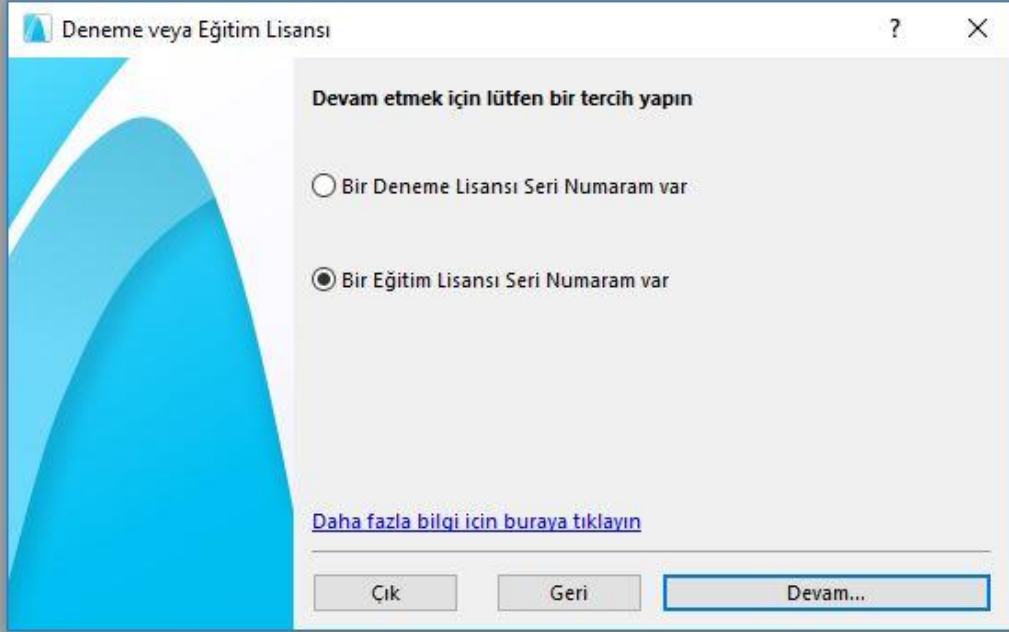 Deneme veya Eğitim Lisansı
?
Devam etmek için lütfen bir tercih yapın
Bir Deneme Lisansı Seri Numaram var
Bir Eğitim Lisansı Seri Numaram var
Daha fazla bilgi için buraya tıklayın
Çık Geri Devam...